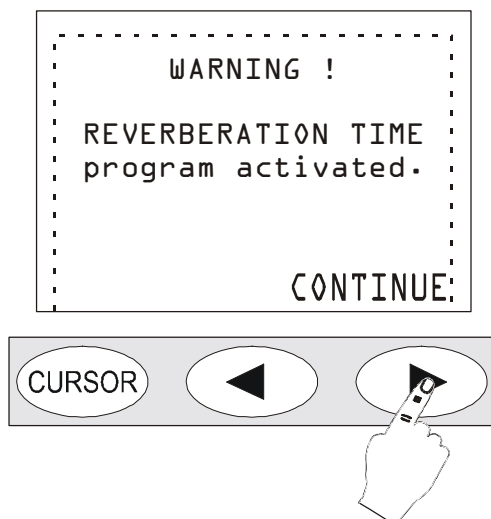 WARNING !
REVERBERATION TIME
program activated.
CONTINUE
CURSOR